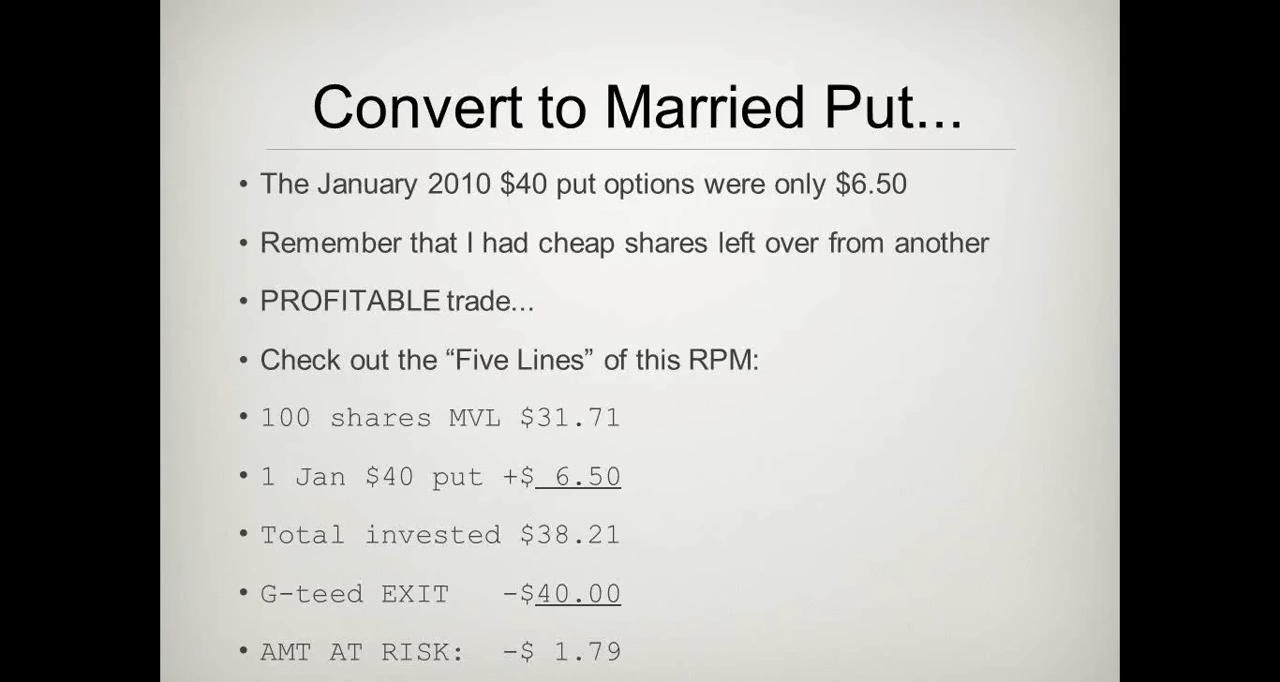 Convert to Married Put...
• The January 2010 $40 put options were only $6.50
• Remember that I had cheap shares left over from another
• PROFITABLE trade...
• Check out the “Five Lines” of this RPM:
• 100 shares MVL $31.71
• 1 Jan $40 put +$ 6.50
• Total invested $38.21
• G-teed EXIT -$40.00
• AMT AT RISK: -$ 1.79